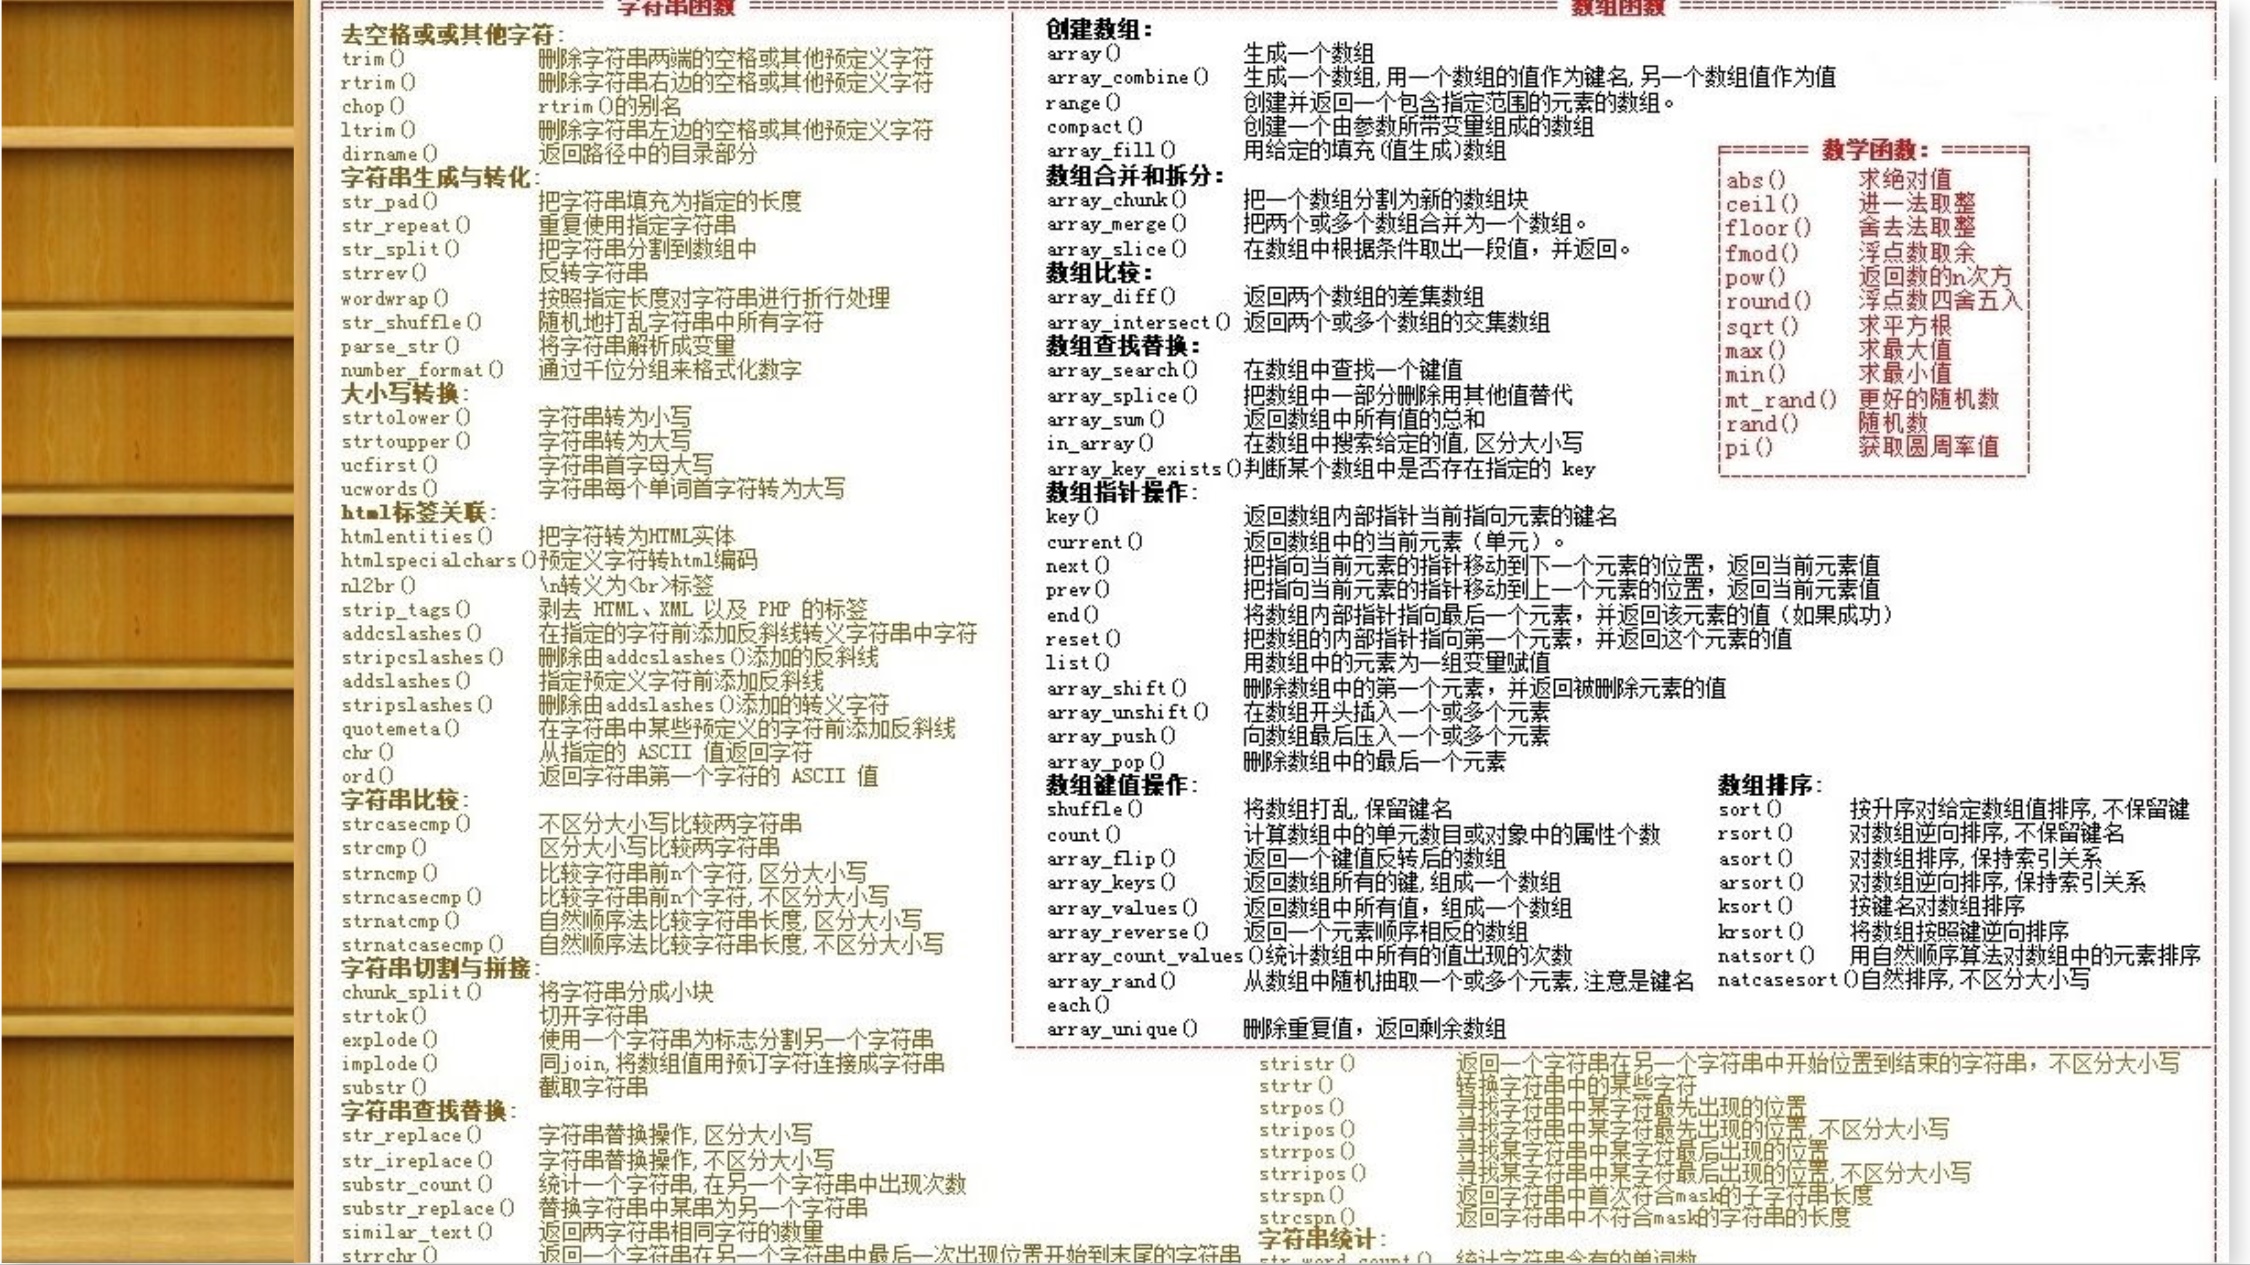 字符串函数
去空格或或其他字符:
trim() 删除字符串两端的空格或其他预定义字符
rtrim() 删除字符串右边的空格或其他预定义字符
chop() rtrim()的别名
ltrim() 删除字符串左边的空格或其他预定义字符
dirname() 返回路径中的目录部分
字符串生成与转化:
str_pad() 把字符串填充为指定的长度
str_repeat() 重复使用指定字符串
str_split() 把字符串分割到数组中
strrev() 反转字符串
wordwrap() 按照指定长度对字符串进行折行处理
str_shuffle() 随机地打乱字符串中所有字符
parse_str() 将字符串解析成变量
number_format() 通过千位分组来格式化数字
大小写转换:
strtolower() 字符串转为小写
strtoupper() 字符串转为大写
ucfirst() 字符串首字母大写
ucwords() 字符串每个单词首字符转为大写
html标签关联:
htmlentities() 把字符转为HTML实体
htmlspecialchars()预定义字符转html编码
nl2br() \n转义为<br>标签
strip_tags() 剥去 HTML、XML 以及 PHP 的标签
addcslashes() 在指定的字符前添加反斜线转义字符串中字符
stripcslashes() 删除由addcslashes()添加的反斜线
addslashes() 指定预定义字符前添加反斜线
stripslashes() 删除由addslashes()添加的转义字符
quotemeta() 在字符串中某些预定义的字符前添加反斜线
chr() 从指定的 ASCII 值返回字符
ord() 返回字符串第一个字符的 ASCII 值
字符串比较:
strcasecmp() 不区分大小写比较两字符串
strcmp() 区分大小写比较两字符串
strncmp() 比较字符串前n个字符,区分大小写
strncasecmp() 比较字符串前n个字符,不区分大小写
strnatcmp() 自然顺序法比较字符串长度,区分大小写
strnatcasecmp() 自然顺序法比较字符串长度,不区分大小写
字符串切割与拼接:
chunk_split() 将字符串分成小块
strtok() 切开字符串
explode() 使用一个字符串为标志分割另一个字符串
implode() 同join,将数组值用预订字符连接成字符串
substr() 截取字符串
字符串查找替换:
str_replace() 字符串替换操作,区分大小写
str_ireplace() 字符串替换操作,不区分大小写
substr_count() 统计一个字符串,在另一个字符串中出现次数
substr_replace() 替换字符串中某串为另一个字符串
similar_text() 返回两字符串相同字符的数量
strrchr() 返回一个字符串在另一个字符串中最后一次出现位置开始到末尾的字符串
数组函数
创建数组:
array() 生成一个数组
array_combine() 生成一个数组,用一个数组的值作为键名,另一个数组值作为值
range() 创建并返回一个包含指定范围的元素的数组。
compact() 创建一个由参数所带变量组成的数组
array_fill() 用给定的填充(值生成)数组
数组合并和拆分:
array_chunk() 把一个数组分割为新的数组块
array_merge() 把两个或多个数组合并为一个数组。
array_slice() 在数组中根据条件取出一段值，并返回。
数组比较:
array_diff() 返回两个数组的差集数组
array_intersect() 返回两个或多个数组的交集数组
数组查找替换:
array_search() 在数组中查找一个键值
array_splice() 把数组中一部分删除用其他值替代
array_sum() 返回数组中所有值的总和
in_array() 在数组中搜索给定的值,区分大小写
array_key_exists()判断某个数组中是否存在指定的 key
数组指针操作:
key() 返回数组内部指针当前指向元素的键名
current() 返回数组中的当前元素（单元）。
next() 把指向当前元素的指针移动到下一个元素的位置，返回当前元素值
prev() 把指向当前元素的指针移动到上一个元素的位置，返回当前元素值
end() 将数组内部指针指向最后一个元素，并返回该元素的值（如果成功）
reset() 把数组的内部指针指向第一个元素，并返回这个元素的值
list() 用数组中的元素为一组变量赋值
array_shift() 删除数组中的第一个元素，并返回被删除元素的值
array_unshift() 在数组开头插入一个或多个元素
array_push() 向数组最后压入一个或多个元素
array_pop() 删除数组中的最后一个元素
数组键值操作:
shuffle() 将数组打乱,保留键名
count() 计算数组中的单元数目或对象中的属性个数
array_flip() 返回一个键值反转后的数组
array_keys() 返回数组所有的键,组成一个数组
array_values() 返回数组中所有值，组成一个数组
array_reverse() 返回一个元素顺序相反的数组
array_count_values()统计数组中所有的值出现的次数
array_rand() 从数组中随机抽取一个或多个元素,注意是键名
each()
array_unique() 删除重复值，返回剩余数组
数学函数:
abs() 求绝对值
ceil() 进一法取整
floor() 舍去法取整
fmod() 浮点数取余
pow() 返回数的n次方
round() 浮点数四舍五入
sqrt() 求平方根
max() 求最大值
min() 求最小值
mt_rand() 更好的随机数
rand() 随机数
pi() 获取圆周率值
数组排序:
sort() 按升序对给定数组值排序,不保留键
rsort() 对数组逆向排序,不保留键名
asort() 对数组排序,保持索引关系
arsort() 对数组逆向排序,保持索引关系
ksort() 按键名对数组排序
krsort() 将数组按照键逆向排序
natsort() 用自然顺序算法对数组中的元素排序
natcasesort()自然排序,不区分大小写
stristr() 返回一个字符串在另一个字符串中开始位置到结束的字符串，不区分大小写
strtr() 转换字符串中的某些字符
strpos() 寻找字符串中某字符最先出现的位置
stripos() 寻找字符串中某字符最先出现的位置,不区分大小写
strrpos() 寻找某字符串中某字符最后出现的位置
strripos() 寻找某字符串中某字符最后出现的位置,不区分大小写
strspn() 返回字符串中首次符合mask的子字符串长度
strcspn() 返回字符串中不符合mask的字符串的长度
字符串统计:
str_word_count() 统计字符串含有的单词数